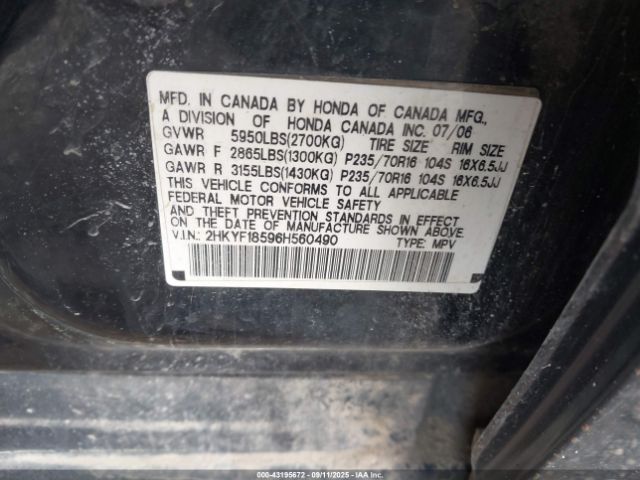 MFD. IN CANADA BY HONDA OF CANADA MFG.,
A DIVISION OF HONDA CANADA INC. 07/06
GVWR 5950LBS(2700KG) TIRE SIZE RIM SIZE
GAWR F 2865LBS(1300KG) P235/70R16 104S 16X6.5JJ
GAWR R 3155LBS(1430KG) P235/70R16 104S 16X6.5JJ
THIS VEHICLE CONFORMS TO ALL APPLICABLE
FEDERAL MOTOR VEHICLE SAFETY
AND THEFT PREVENTION STANDARDS IN EFFECT
ON THE DATE OF MANUFACTURE SHOWN ABOVE.
V.I.N.: 2HKYF18596H560490 TYPE: MPV
000-43195672 - 09/11/2025 - © IAA Inc.